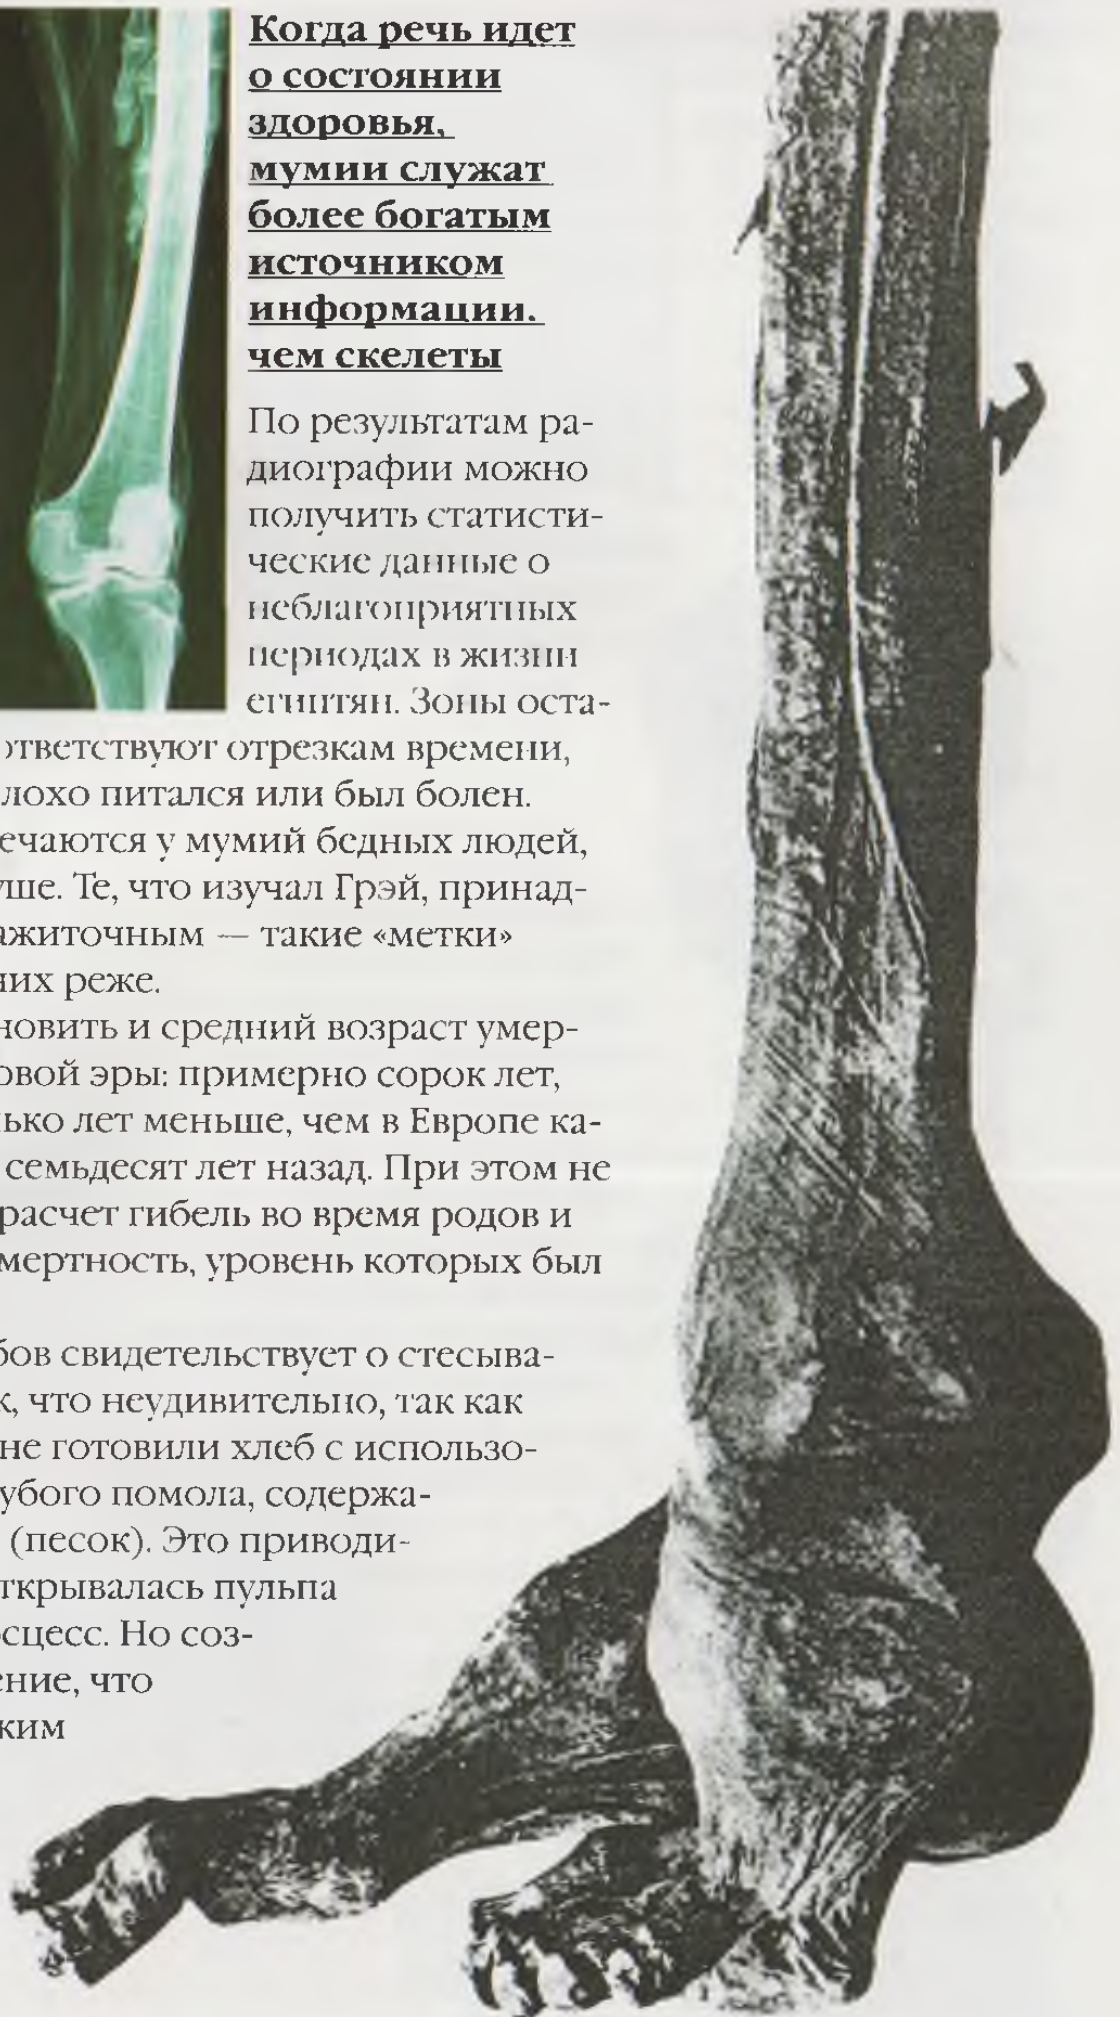 Когда речь идет
о состоянии
здоровья,
мумии служат
более богатым
источником
информации,
чем скелеты
По результатам ра-
диографии можно
получить статисти-
ческие данные о
неблагоприятных
периодах в жизни
египтян. Зоны оста-
ответствуют отрезкам времени,
лохо питался или был болен.
ечаются у мумий бедных людей,
уше. Те, что изучал Грэй, принад-
ажиточным — такие «метки»
них реже.
новить и средний возраст умер-
овой эры: примерно сорок лет,
лько лет меньше, чем в Европе ка-
семьдесят лет назад. При этом не
расчет гибель во время родов и
мертность, уровень которых был
бов свидетельствует о стесыва-
к, что неудивительно, так как
не готовили хлеб с использо-
убого помола, содержа-
(песок). Это приводи-
ткрывалась пульпа
сцесс. Но соз-
ение, что
ким